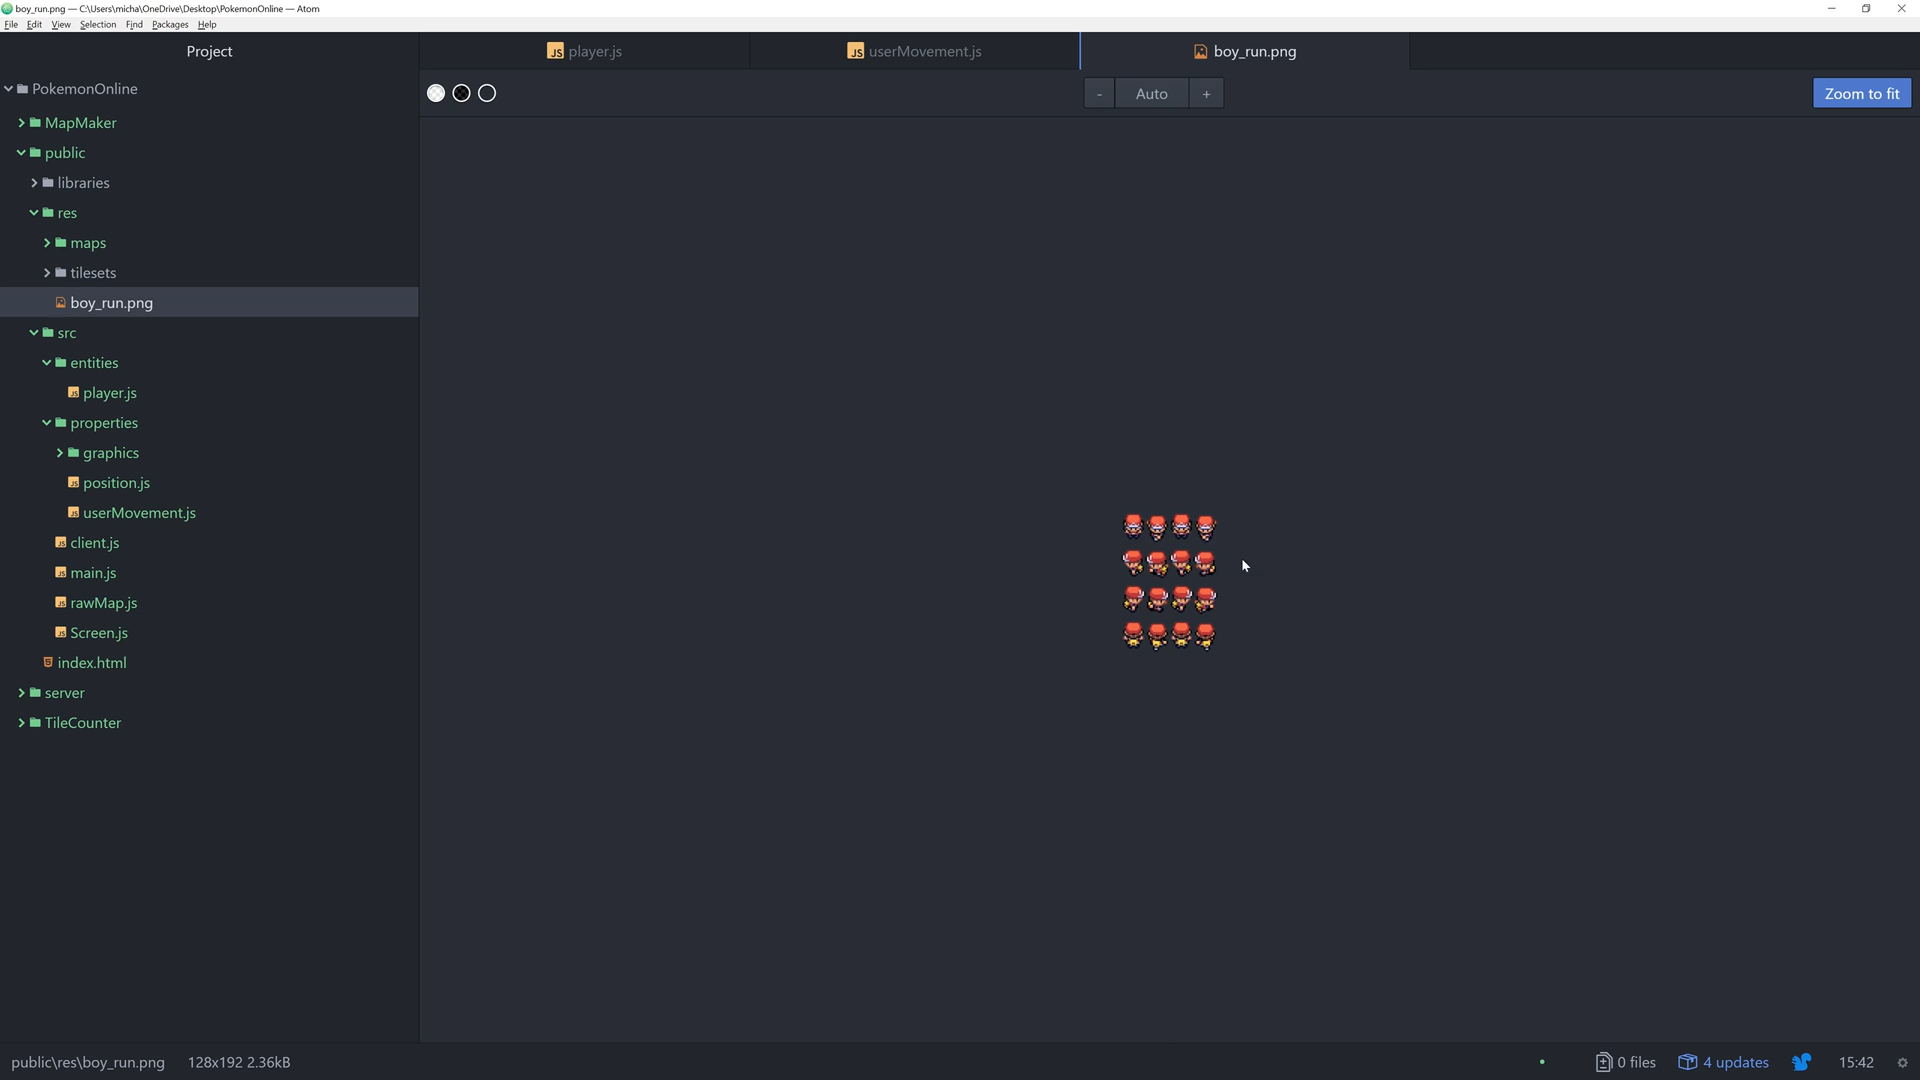 boy_run.png — C:\Users\micha\OneDrive\Desktop\PokemonOnline — Atom
File Edit View Selection Find Packages Help
Project
player.js
userMovement.js
boy_run.png
- Auto +
Zoom to fit
PokemonOnline
MapMaker
public
libraries
res
maps
tilesets
boy_run.png
src
entities
player.js
properties
graphics
position.js
userMovement.js
client.js
main.js
rawMap.js
Screen.js
index.html
server
TileCounter
public\res\boy_run.png 128x192 2.36kB
0 files 4 updates 15:42